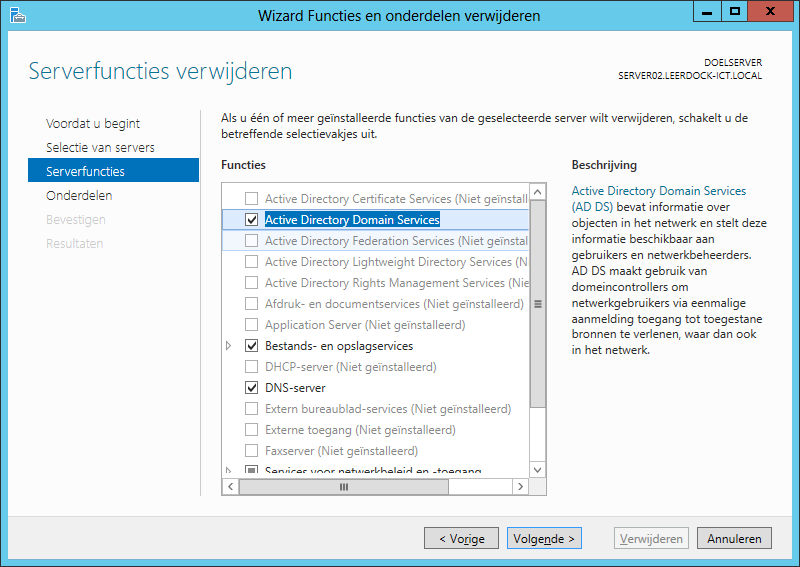 Wizard Functies en onderdelen verwijderen
Serverfuncties verwijderen
DOELSERVER
SERVER02.LEERDOCK-ICT.LOCAL
Voordat u begint
Selectie van servers
Serverfuncties
Onderdelen
Bevestigen
Resultaten
Als u één of meer geïnstalleerde functies van de geselecteerde server wilt verwijderen, schakelt u de
betreffende selectievakjes uit.
Functies
Active Directory Certificate Services (Niet geïnstall
Active Directory Domain Services
Active Directory Federation Services (Niet geïnstal
Active Directory Lightweight Directory Services (N
Active Directory Rights Management Services (Nie
Afdruk- en documentservices (Niet geïnstalleerd)
Application Server (Niet geïnstalleerd)
Bestands- en opslagservices
DHCP-server (Niet geïnstalleerd)
DNS-server
Extern bureaublad-services (Niet geïnstalleerd)
Externe toegang (Niet geïnstalleerd)
Faxserver (Niet geïnstalleerd)
Services voor netwerkbeleid en -toegang
Beschrijving
Active Directory Domain Services
(AD DS) bevat informatie over
objecten in het netwerk en stelt deze
informatie beschikbaar aan
gebruikers en netwerkbeheerders.
AD DS maakt gebruik van
domeincontrollers om
netwerkgebruikers via eenmalige
aanmelding toegang tot toegestane
bronnen te verlenen, waar dan ook
in het netwerk.
< Vorige
Volgende >
Verwijderen
Annuleren